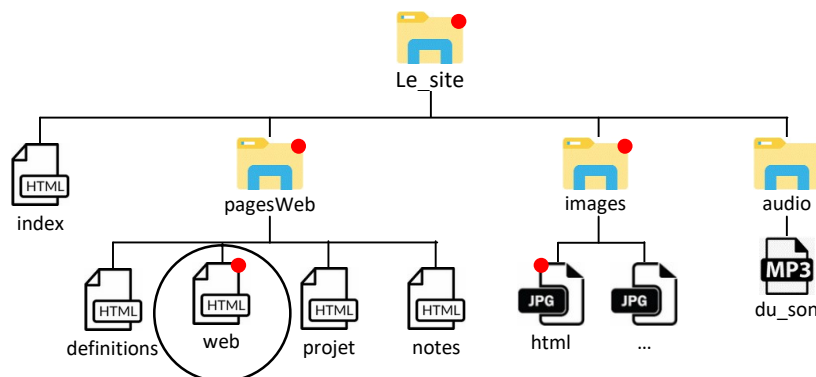 Le_site
HTML
index
pagesWeb
images
audio
HTML
HTML
HTML
HTML
JPG
JPG
MP3
definitions
web
projet
notes
html
...
du_son